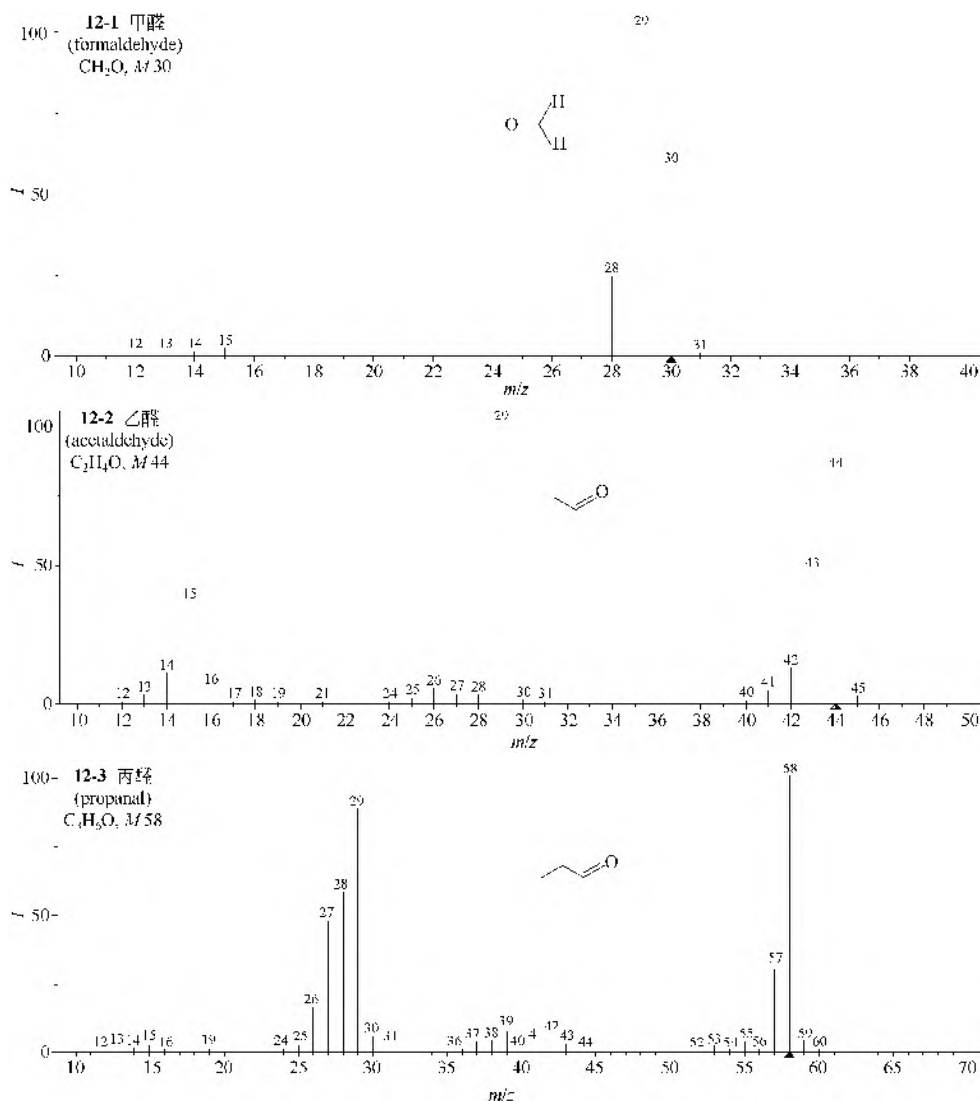 12-1 甲醛
(formaldehyde)
CH₂O, M 30
100
50
0
I
29
O
H
H
30
28
12 13 14 15
31
10 12 14 16 18 20 22 24 26 28 30 32 34 36 38 40
m/z
12-2 乙醛
(acetaldehyde)
C₂H₄O, M 44
100
50
0
I
29
O
44
43
15
14
42
12 13 16 17 18 19 21 24 25 26 27 28 30 31 40 41 45
10 12 14 16 18 20 22 24 26 28 30 32 34 36 38 40 42 44 46 48 50
m/z
12-3 丙醛
(propanal)
C₃H₆O, M 58
100
50
0
I
58
29
O
28
27
57
26
12 13 14 15 16 19 24 25 30 31 36 37 38 39 40 42 43 44 52 53 54 55 56 59 60
10 15 20 25 30 35 40 45 50 55 60 65 70
m/z